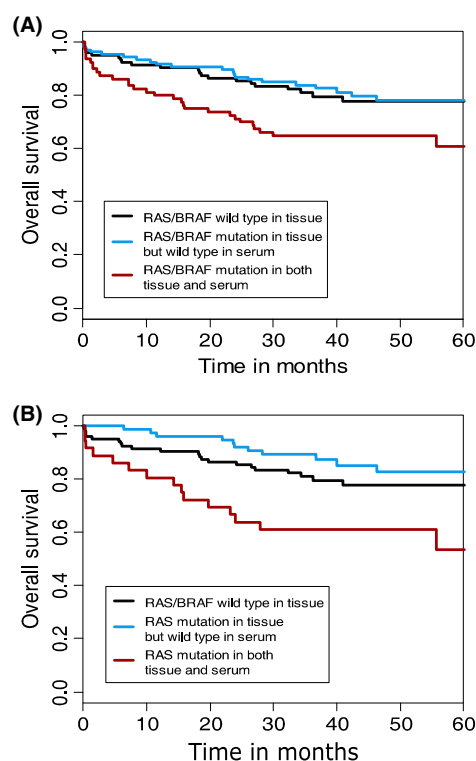 (A)
Overall survival
1.0
0.8
0.6
0.4
0.2
0.0
RAS/BRAF wild type in tissue
RAS/BRAF mutation in tissue
but wild type in serum
RAS/BRAF mutation in both
tissue and serum
0 10 20 30 40 50 60
Time in months
(B)
Overall survival
1.0
0.8
0.6
0.4
0.2
0.0
RAS/BRAF wild type in tissue
RAS mutation in tissue
but wild type in serum
RAS mutation in both
tissue and serum
0 10 20 30 40 50 60
Time in months